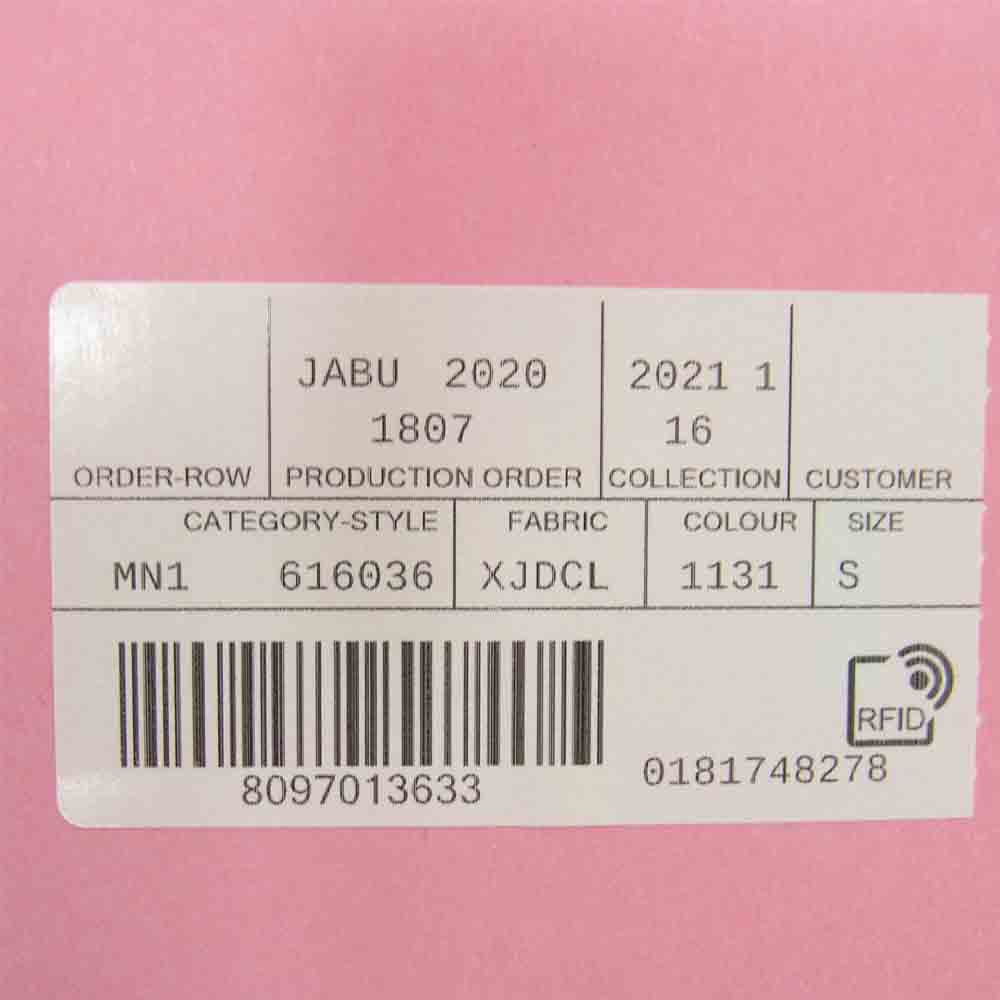 JABU 2020 2021 1
1807 16
ORDER-ROW PRODUCTION ORDER COLLECTION CUSTOMER
CATEGORY-STYLE FABRIC COLOUR SIZE
MN1 616036 XJDCL 1131 S
RFID
8097013633 0181748278